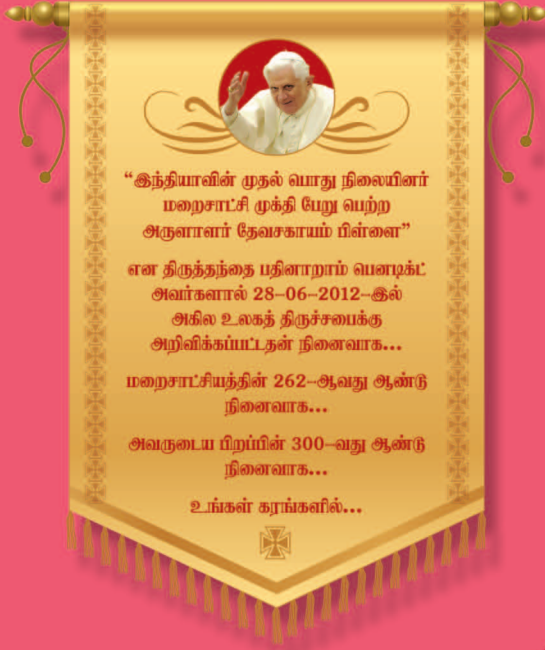 “இந்தியாவின் முதல் பொது நிலையினர்
மறைசாட்சி முக்தி பேறு பெற்ற
அருளாளர் தேவசகாயம் பிள்ளை”
என திருத்தந்தை பதினாறாம் பெனடிக்ட்
அவர்களால் 28-06-2012-இல்
அகில உலகத் திருச்சபைக்கு
அறிவிக்கப்பட்டதன் நினைவாக...
மறைசாட்சியத்தின் 262-ஆவது ஆண்டு
நினைவாக...
அவருடைய பிறப்பின் 300-வது ஆண்டு
நினைவாக...
உங்கள் கரங்களில்...